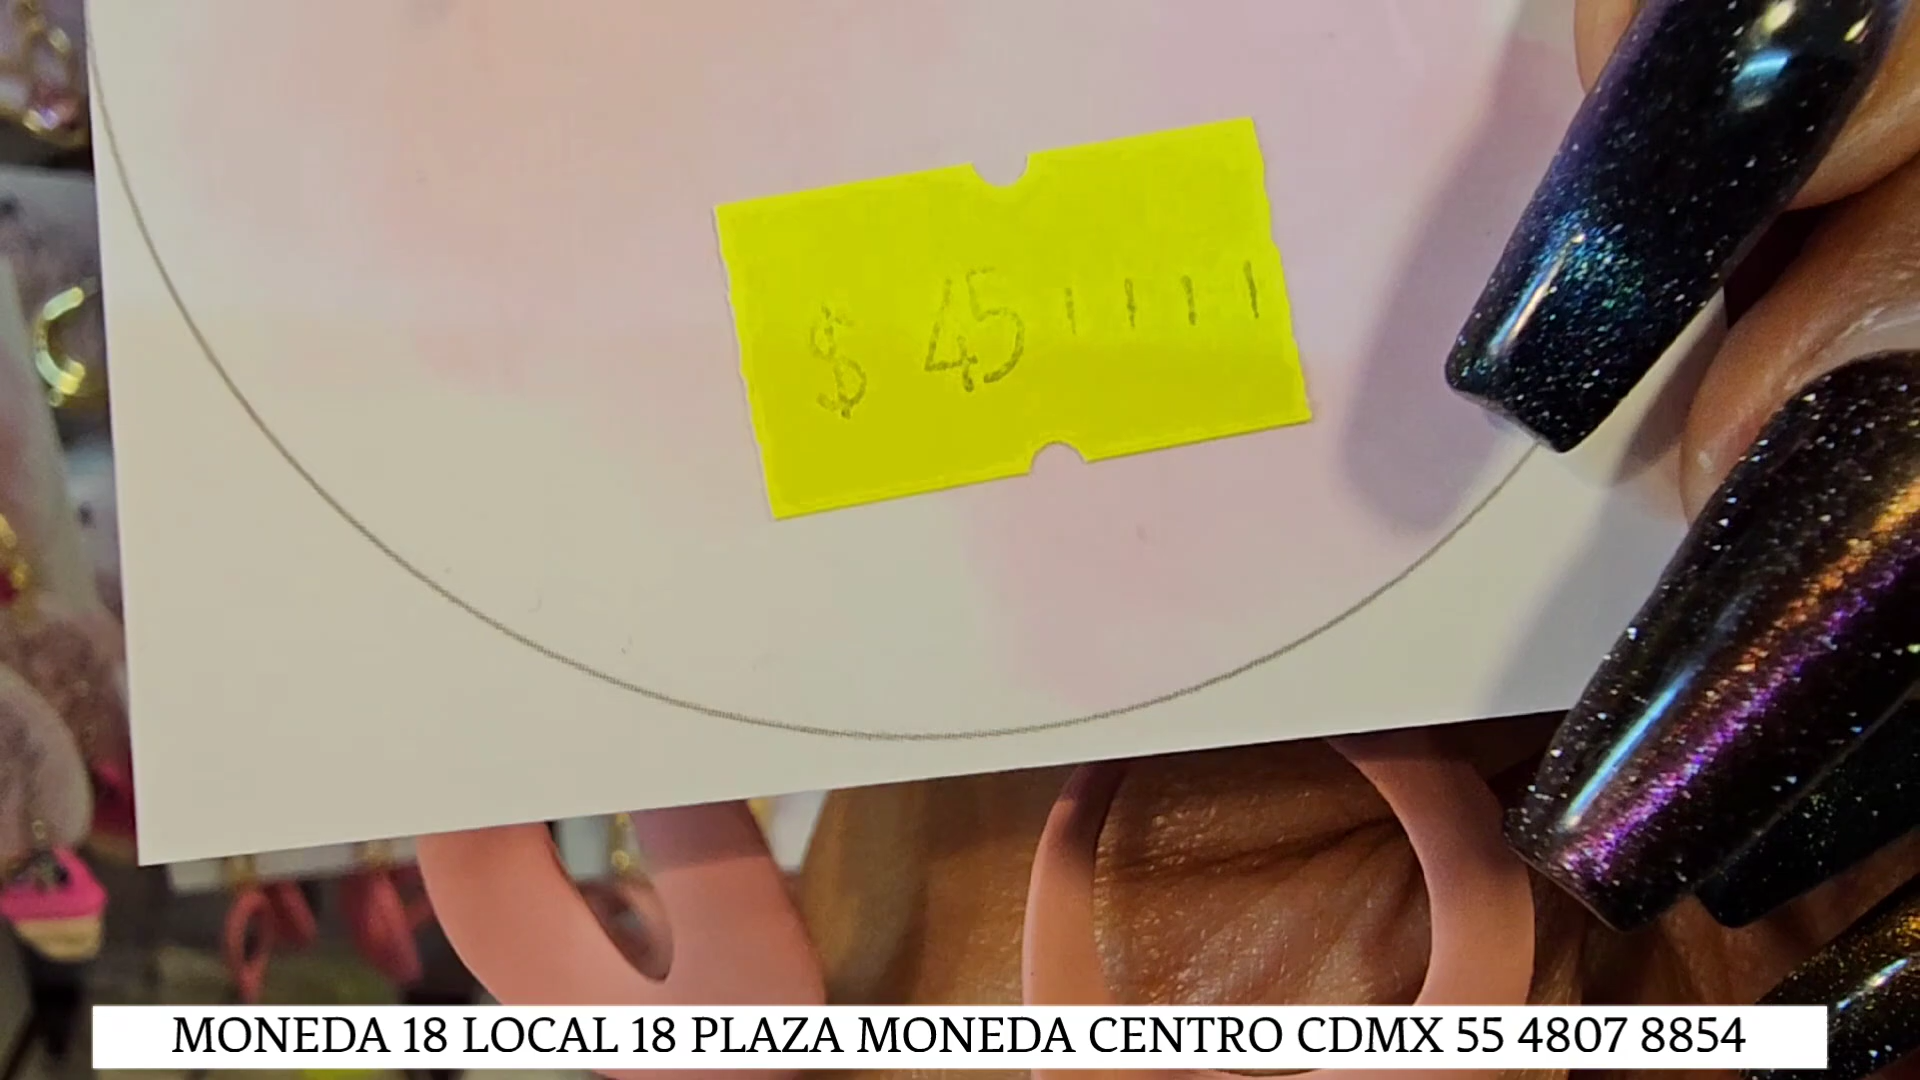 $ 45 ı ı ı ı
MONEDA 18 LOCAL 18 PLAZA MONEDA CENTRO CDMX 55 4807 8854